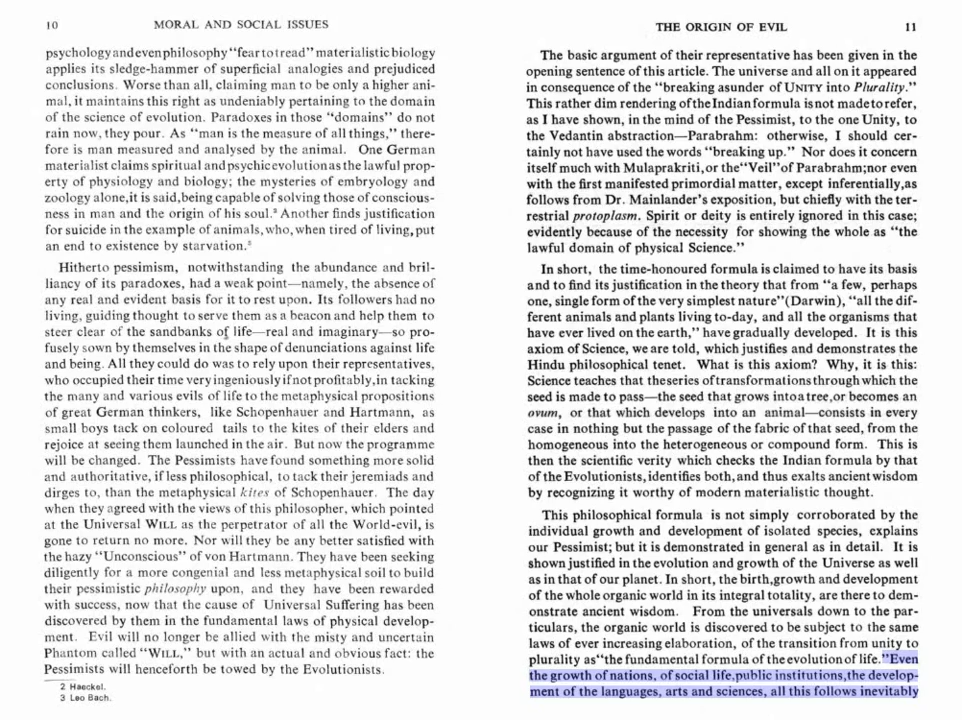 10 MORAL AND SOCIAL ISSUES
psychology and even philosophy “fear to tread” materialistic biology
applies its sledge-hammer of superficial analogies and prejudiced
conclusions. Worse than all, claiming man to be only a higher ani-
mal, it maintains this right as undeniably pertaining to the domain
of the science of evolution. Paradoxes in those “domains” do not
rain now, they pour. As “man is the measure of all things,” there-
fore is man measured and analysed by the animal. One German
materialist claims spiritual and psychic evolution as the lawful prop-
erty of physiology and biology; the mysteries of embryology and
zoology alone, it is said, being capable of solving those of conscious-
ness in man and the origin of his soul.² Another finds justification
for suicide in the example of animals, who, when tired of living, put
an end to existence by starvation.³
Hitherto pessimism, notwithstanding the abundance and bril-
liancy of its paradoxes, had a weak point—namely, the absence of
any real and evident basis for it to rest upon. Its followers had no
living, guiding thought to serve them as a beacon and help them to
steer clear of the sandbanks of life—real and imaginary—so pro-
fusely sown by themselves in the shape of denunciations against life
and being. All they could do was to rely upon their representatives,
who occupied their time very ingeniously if not profitably, in tacking
the many and various evils of life to the metaphysical propositions
of great German thinkers, like Schopenhauer and Hartmann, as
small boys tack on coloured tails to the kites of their elders and
rejoice at seeing them launched in the air. But now the programme
will be changed. The Pessimists have found something more solid
and authoritative, if less philosophical, to tack their jeremiads and
dirges to, than the metaphysical kites of Schopenhauer. The day
when they agreed with the views of this philosopher, which pointed
at the Universal WILL as the perpetrator of all the World-evil, is
gone to return no more. Nor will they be any better satisfied with
the hazy “Unconscious” of von Hartmann. They have been seeking
diligently for a more congenial and less metaphysical soil to build
their pessimistic philosophy upon, and they have been rewarded
with success, now that the cause of Universal Suffering has been
discovered by them in the fundamental laws of physical develop-
ment. Evil will no longer be allied with the misty and uncertain
Phantom called “WILL,” but with an actual and obvious fact: the
Pessimists will henceforth be towed by the Evolutionists.
2 Haeckel.
3 Leo Bach.
THE ORIGIN OF EVIL 11
The basic argument of their representative has been given in the
opening sentence of this article. The universe and all on it appeared
in consequence of the “breaking asunder of UNITY into Plurality.”
This rather dim rendering of the Indian formula is not made to refer,
as I have shown, in the mind of the Pessimist, to the one Unity, to
the Vedantin abstraction—Parabrahm: otherwise, I should cer-
tainly not have used the words “breaking up.” Nor does it concern
itself much with Mulaprakriti, or the “Veil” of Parabrahm; nor even
with the first manifested primordial matter, except inferentially, as
follows from Dr. Mainlander’s exposition, but chiefly with the ter-
restrial protoplasm. Spirit or deity is entirely ignored in this case;
evidently because of the necessity for showing the whole as “the
lawful domain of physical Science.”
In short, the time-honoured formula is claimed to have its basis
and to find its justification in the theory that from “a few, perhaps
one, single form of the very simplest nature” (Darwin), “all the dif-
ferent animals and plants living to-day, and all the organisms that
have ever lived on the earth,” have gradually developed. It is this
axiom of Science, we are told, which justifies and demonstrates the
Hindu philosophical tenet. What is this axiom? Why, it is this:
Science teaches that the series of transformations through which the
seed is made to pass—the seed that grows into a tree, or becomes an
ovum, or that which develops into an animal—consists in every
case in nothing but the passage of the fabric of that seed, from the
homogeneous into the heterogeneous or compound form. This is
then the scientific verity which checks the Indian formula by that
of the Evolutionists, identifies both, and thus exalts ancient wisdom
by recognizing it worthy of modern materialistic thought.
This philosophical formula is not simply corroborated by the
individual growth and development of isolated species, explains
our Pessimist; but it is demonstrated in general as in detail. It is
shown justified in the evolution and growth of the Universe as well
as in that of our planet. In short, the birth, growth and development
of the whole organic world in its integral totality, are there to dem-
onstrate ancient wisdom. From the universals down to the par-
ticulars, the organic world is discovered to be subject to the same
laws of ever increasing elaboration, of the transition from unity to
plurality as “the fundamental formula of the evolution of life.” Even
the growth of nations, of social life, public institutions, the develop-
ment of the languages, arts and sciences, all this follows inevitably